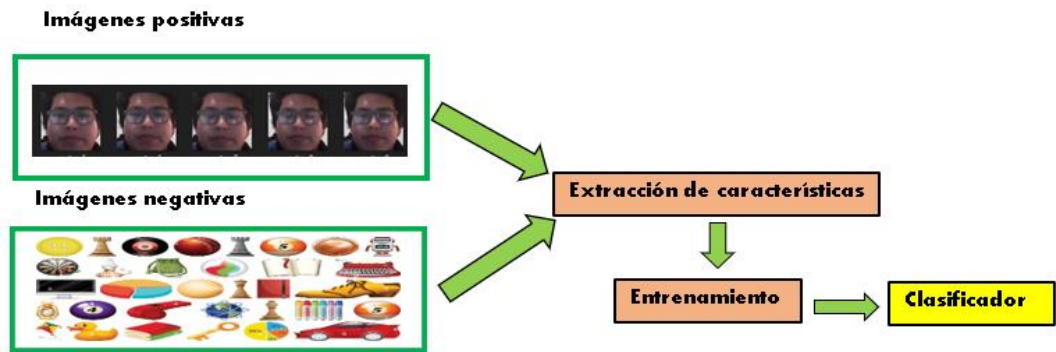 Imágenes positivas
Imágenes negativas
Extracción de características
Entrenamiento
Clasificador